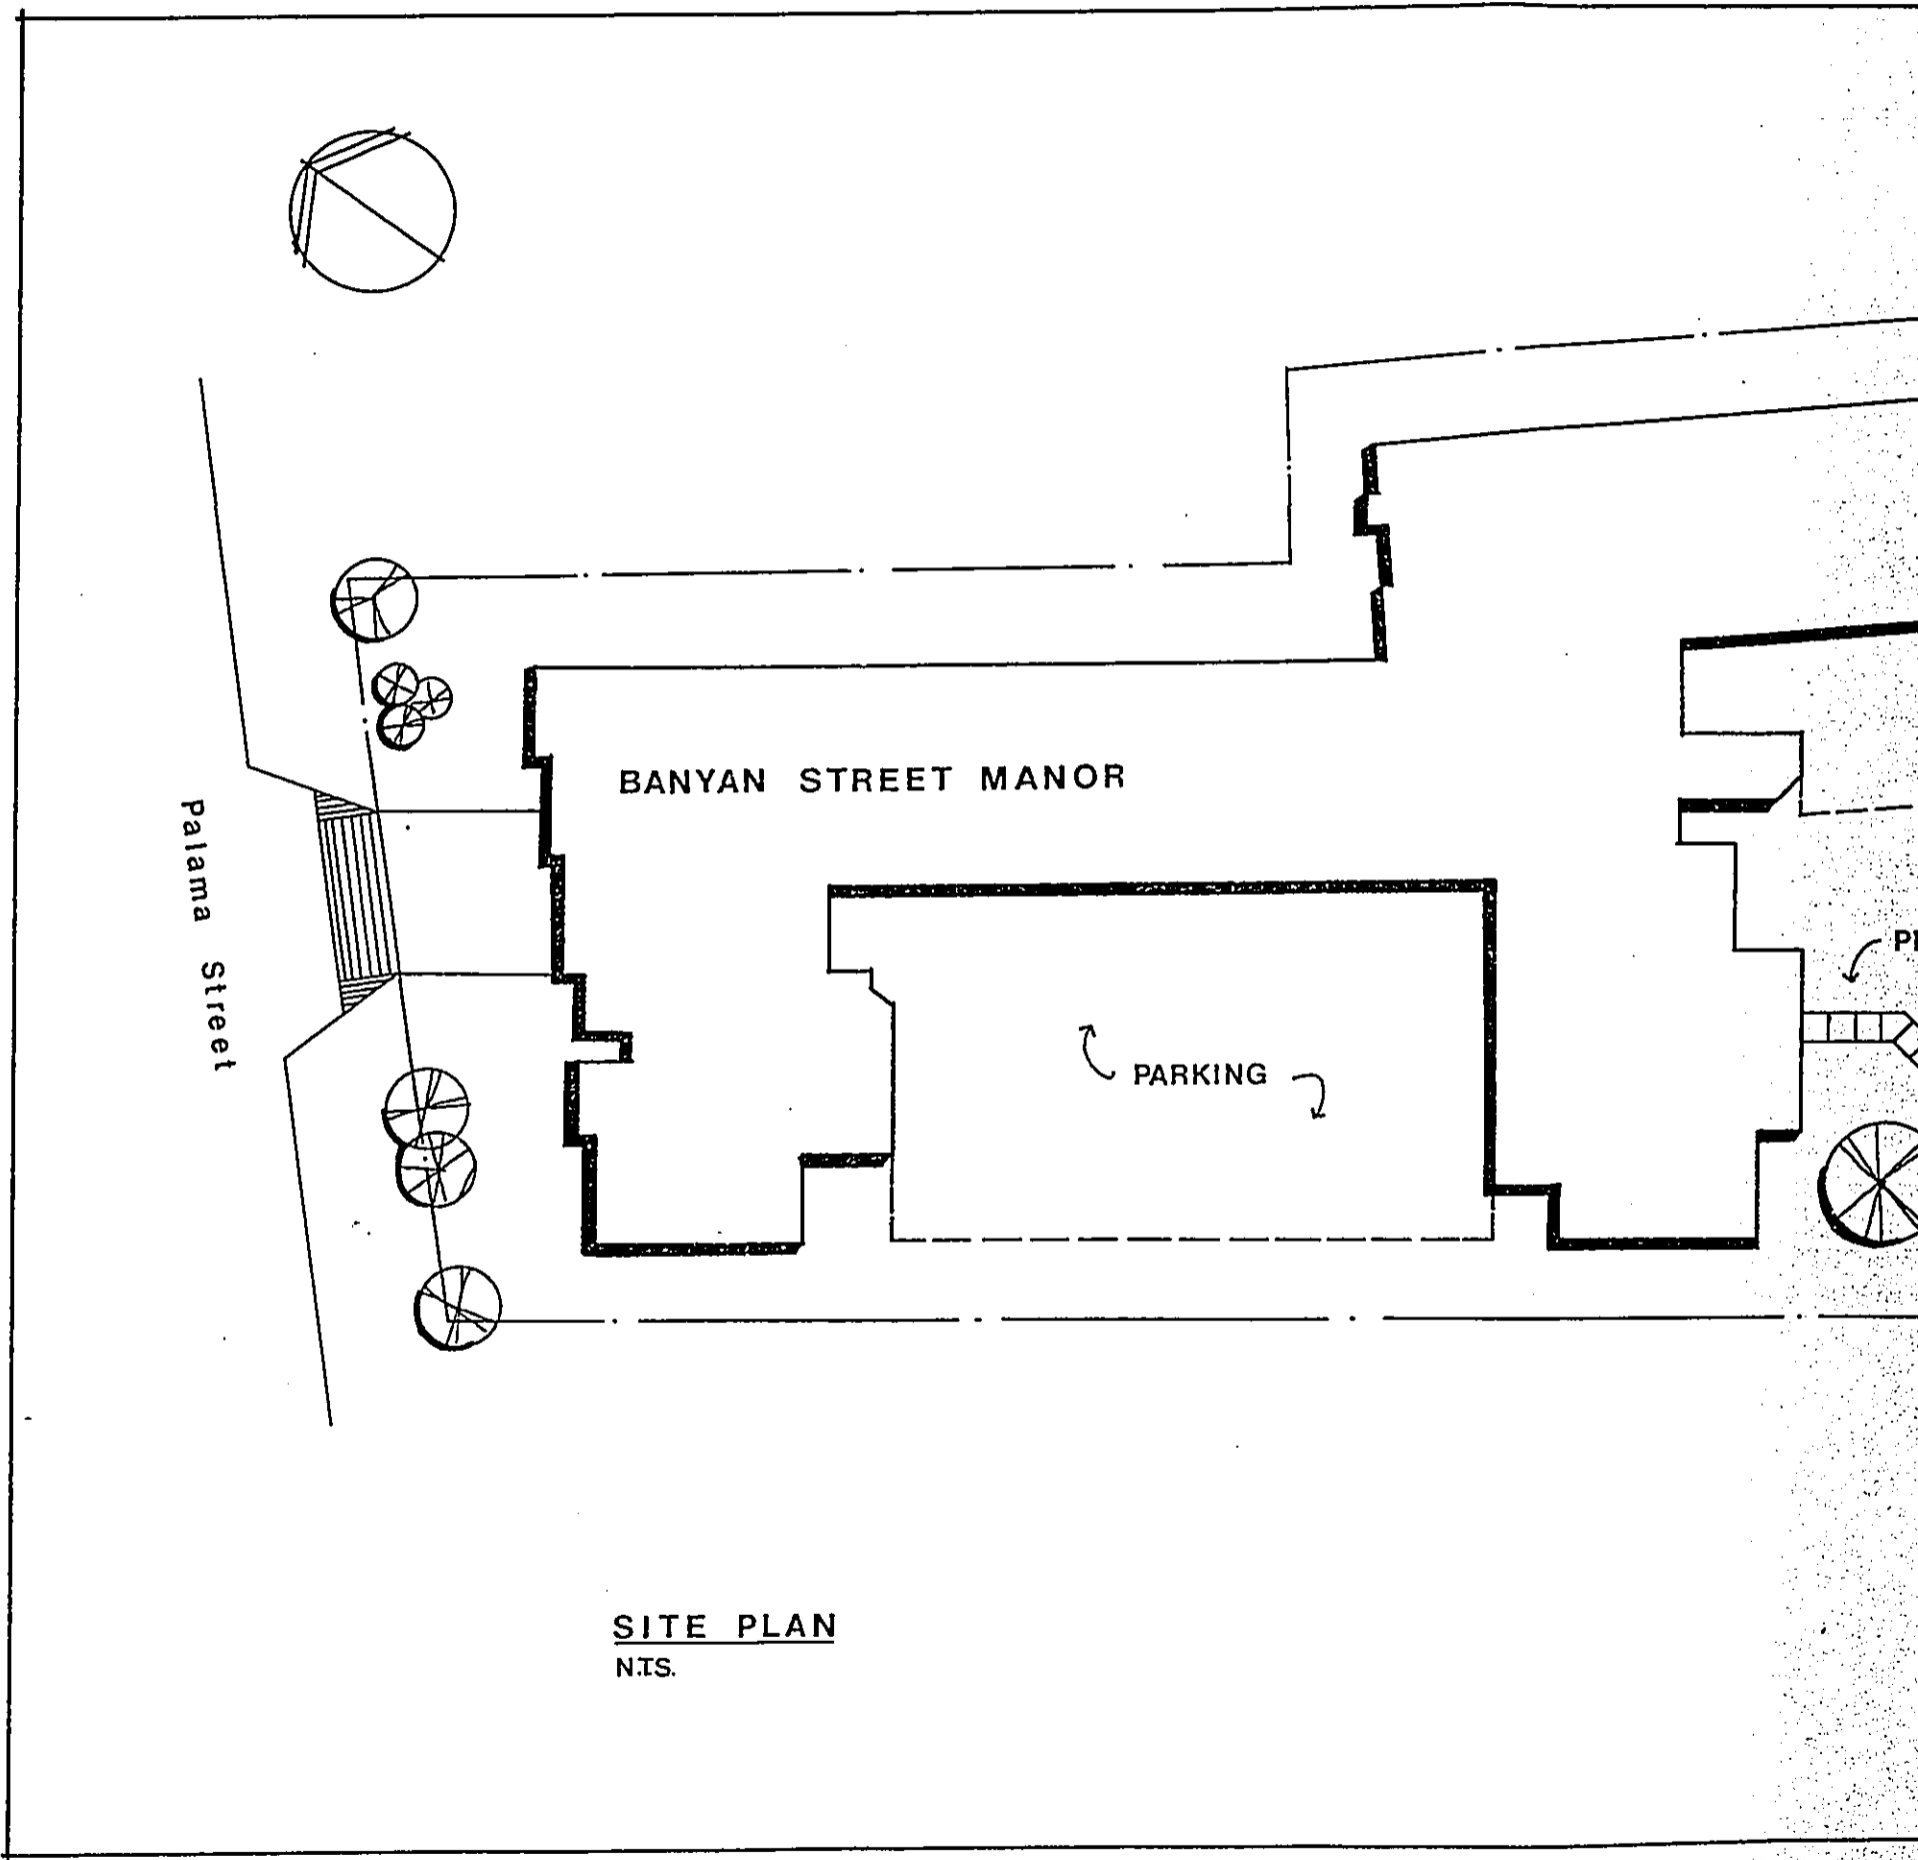 BANYAN STREET MANOR
Palama Street
PARKING
SITE PLAN
N.T.S.